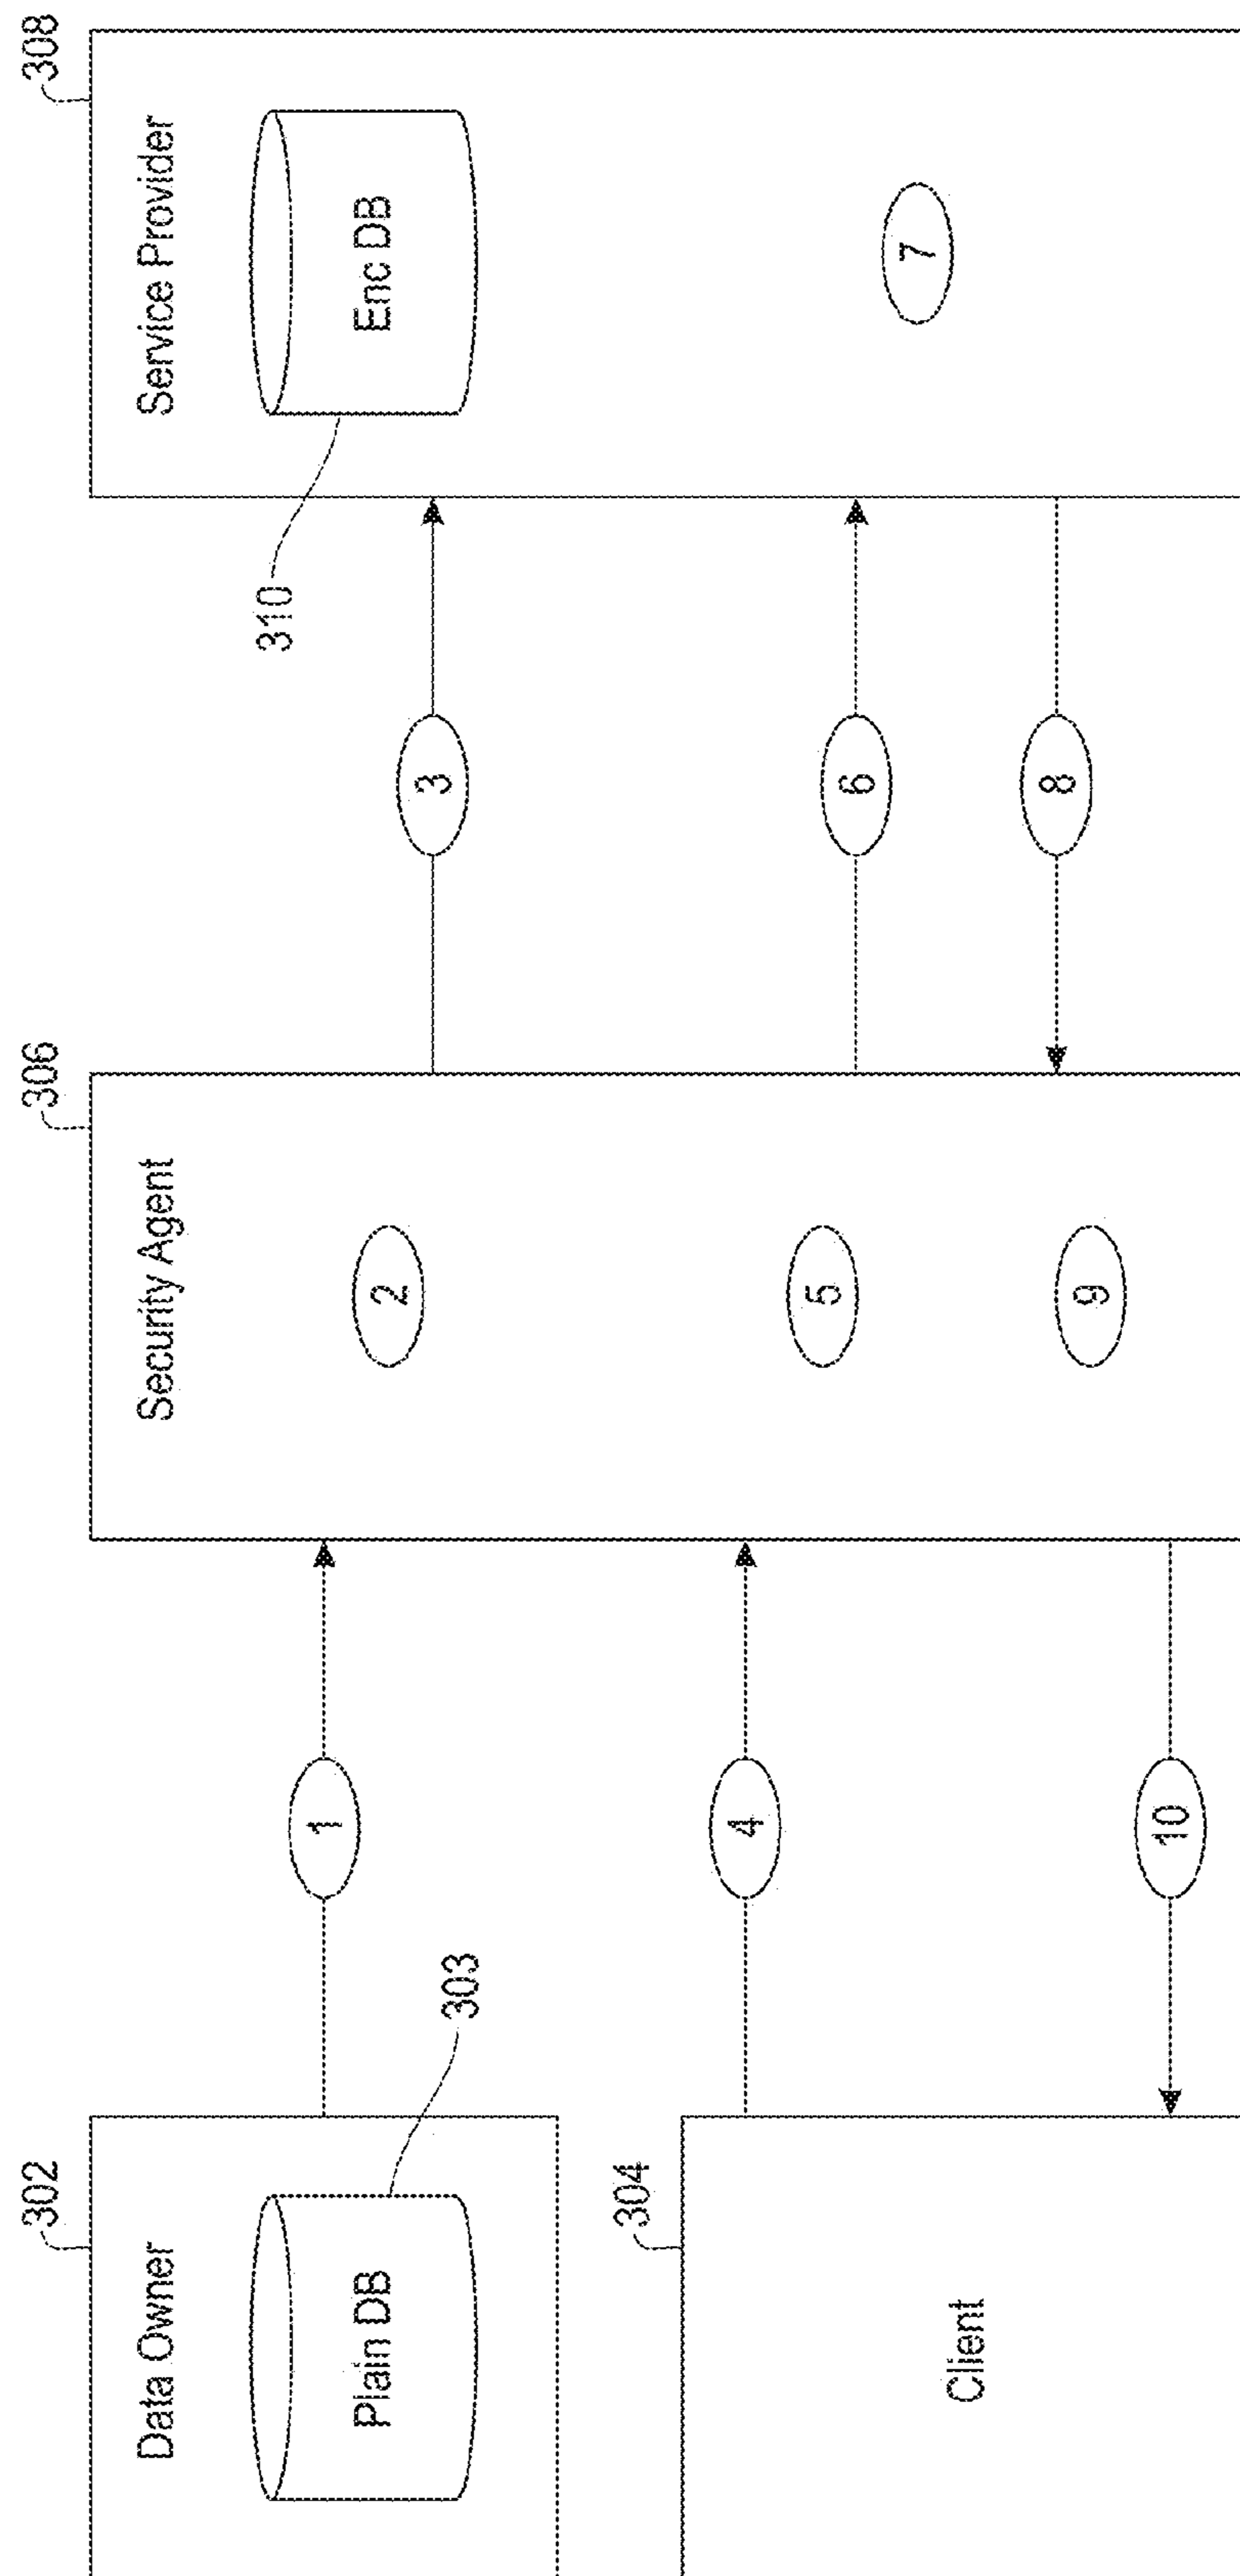 302
Data Owner
Plain DB
303
304
Client
1
4
10
306
Security Agent
2
5
9
3
6
8
308
Service Provider
Enc DB
310
7